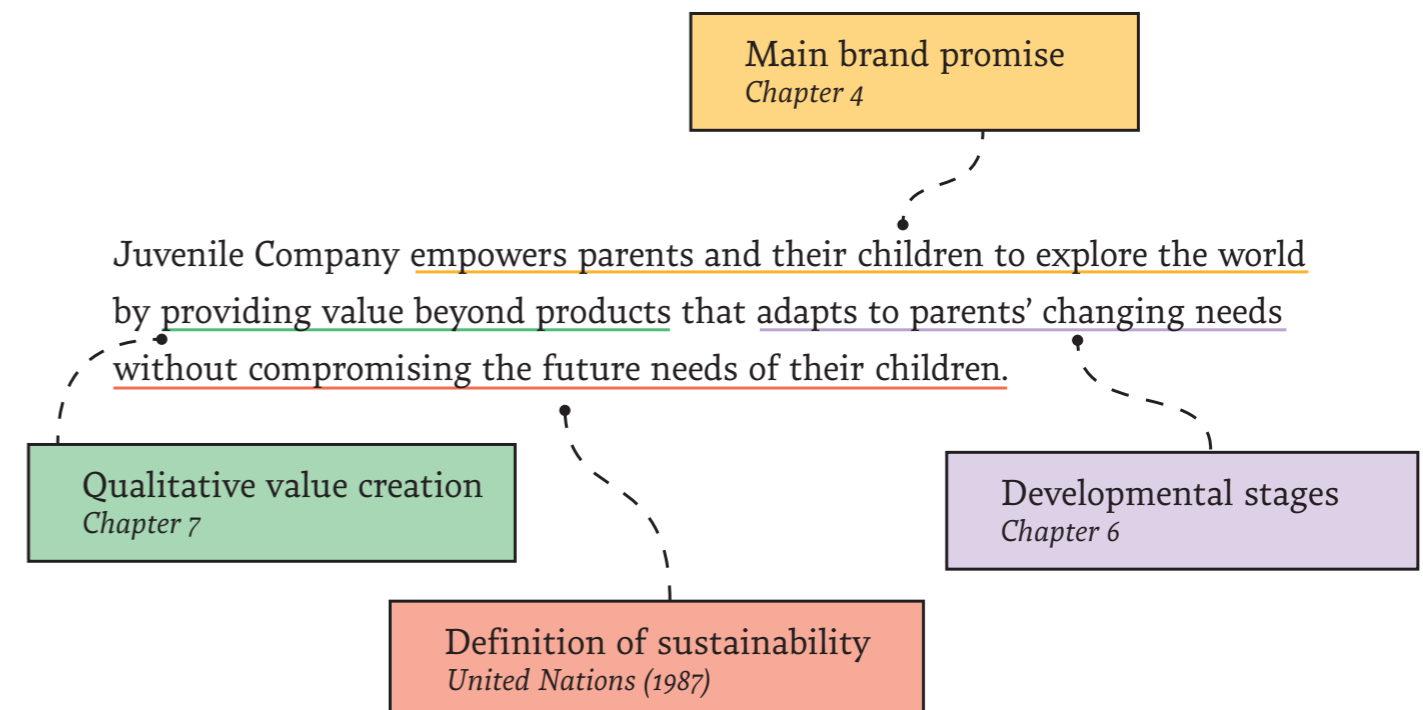 Main brand promise
Chapter 4
Juvenile Company empowers parents and their children to explore the world
by providing value beyond products that adapts to parents’ changing needs
without compromising the future needs of their children.
Qualitative value creation
Chapter 7
Developmental stages
Chapter 6
Definition of sustainability
United Nations (1987)